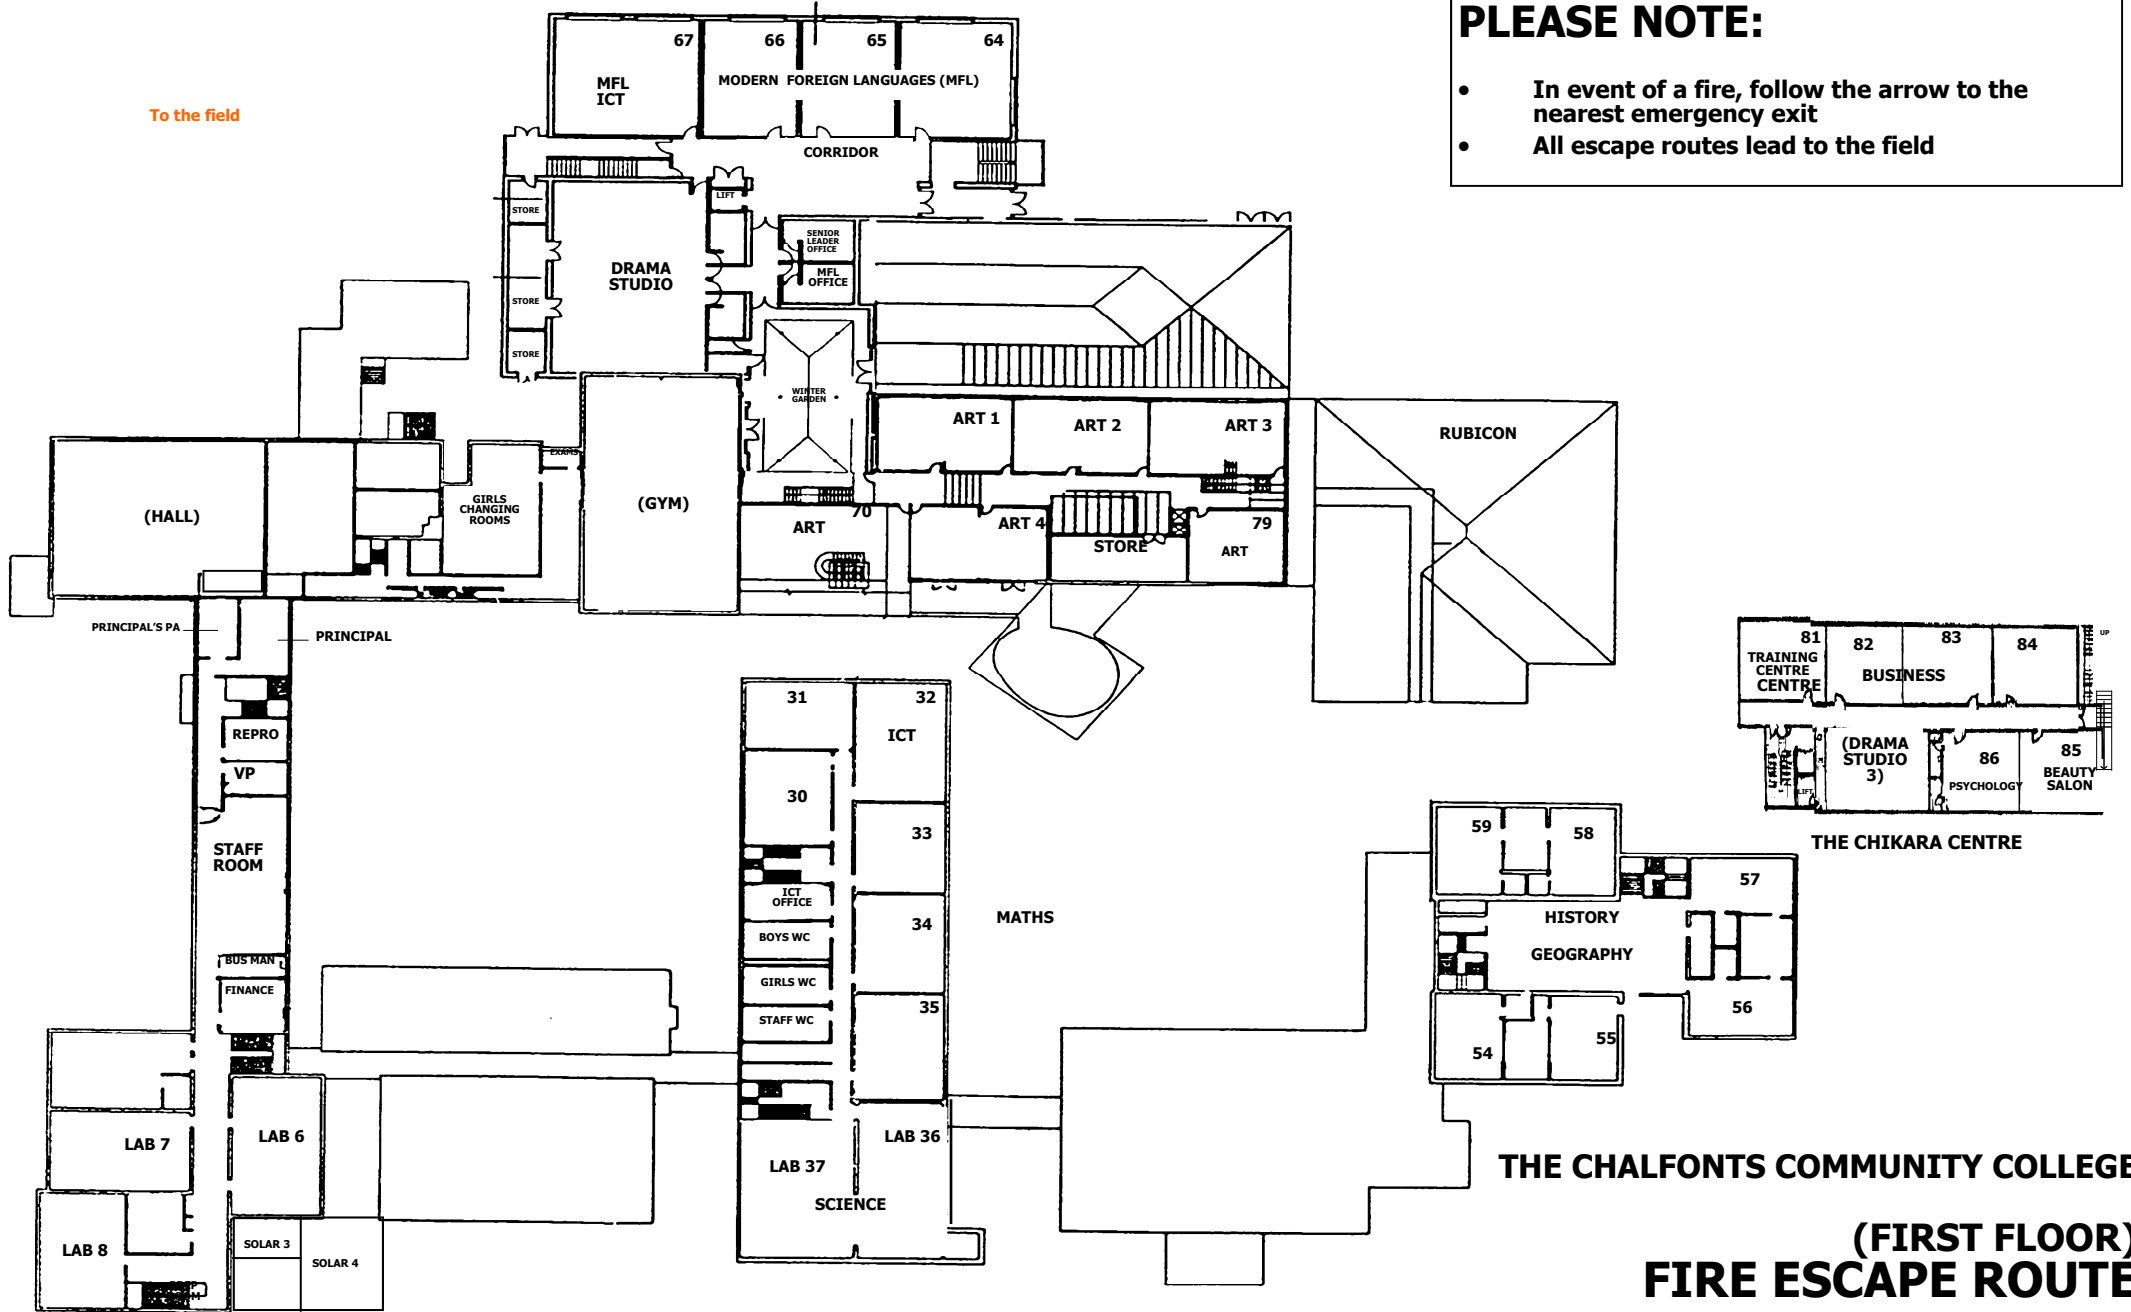 PLEASE NOTE:
• In event of a fire, follow the arrow to the
nearest emergency exit
• All escape routes lead to the field
To the field
67
66
65
64
MFL
ICT
MODERN FOREIGN LANGUAGES (MFL)
CORRIDOR
STORE
LIFT
SENIOR
LEADER
OFFICE
MFL
OFFICE
DRAMA
STUDIO
STORE
STORE
WINTER
GARDEN
ART 1
ART 2
ART 3
RUBICON
EXAMS
(HALL)
GIRLS
CHANGING
ROOMS
(GYM)
70
ART
ART 4
STORE
79
ART
PRINCIPAL'S PA
PRINCIPAL
REPRO
VP
STAFF
ROOM
BUS MAN
FINANCE
LAB 7
LAB 6
LAB 8
SOLAR 3
SOLAR 4
31
32
ICT
30
33
ICT
OFFICE
34
BOYS WC
GIRLS WC
STAFF WC
35
MATHS
LAB 36
LAB 37
SCIENCE
81
82
83
84
UP
TRAINING
CENTRE
CENTRE
BUSINESS
(DRAMA
STUDIO
3)
86
PSYCHOLOGY
85
BEAUTY
SALON
LIFT
THE CHIKARA CENTRE
59
58
57
HISTORY
GEOGRAPHY
56
55
54
THE CHALFONTS COMMUNITY COLLEGE
(FIRST FLOOR)
FIRE ESCAPE ROUTE